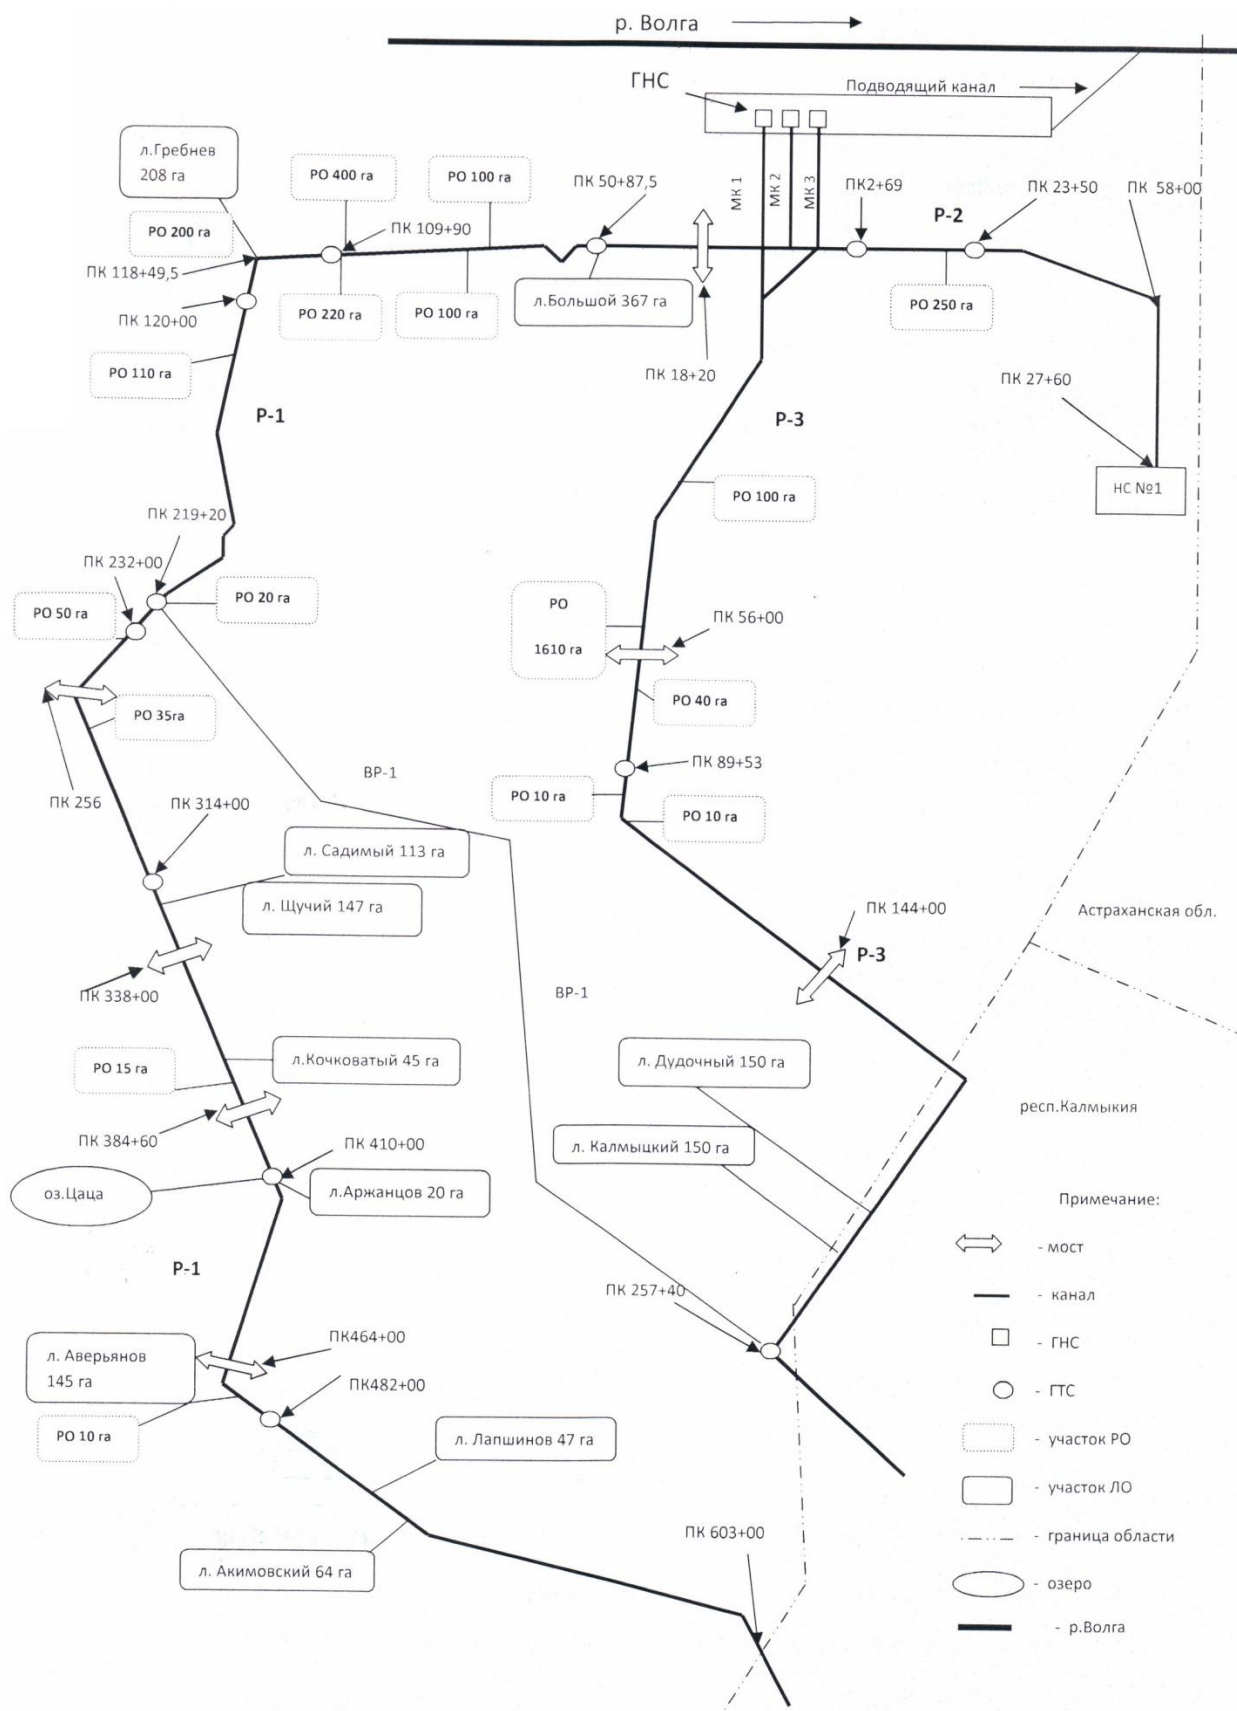 р. Волга
ГНС
Подводящий канал
л.Гребнев
208 га
РО 400 га
РО 100 га
ПК 50+87,5
МК 1
МК 2
МК 3
ПК2+69
ПК 23+50
ПК 58+00
Р-2
РО 200 га
ПК 109+90
ПК 118+49,5
ПК 120+00
РО 220 га
РО 100 га
л.Большой 367 га
РО 250 га
РО 110 га
ПК 18+20
ПК 27+60
Р-1
Р-3
НС №1
РО 100 га
ПК 219+20
ПК 232+00
РО 50 га
РО 20 га
РО
1610 га
ПК 56+00
РО 35га
РО 40 га
ВР-1
ПК 89+53
ПК 256
ПК 314+00
РО 10 га
РО 10 га
л. Садимый 113 га
л. Щучий 147 га
ПК 144+00
Астраханская обл.
Р-3
ПК 338+00
ВР-1
РО 15 га
л.Кочковатый 45 га
л. Дудочный 150 га
респ.Калмыкия
ПК 384+60
ПК 410+00
л. Калмыцкий 150 га
оз.Цаца
л.Аржанцов 20 га
Примечание:
- мост
Р-1
ПК 257+40
- канал
ПК464+00
- ГНС
л. Аверьянов
145 га
ПК482+00
- ГТС
РО 10 га
л. Лапшинов 47 га
- участок РО
- участок ЛО
ПК 603+00
- граница области
л. Акимовский 64 га
- озеро
- р.Волга